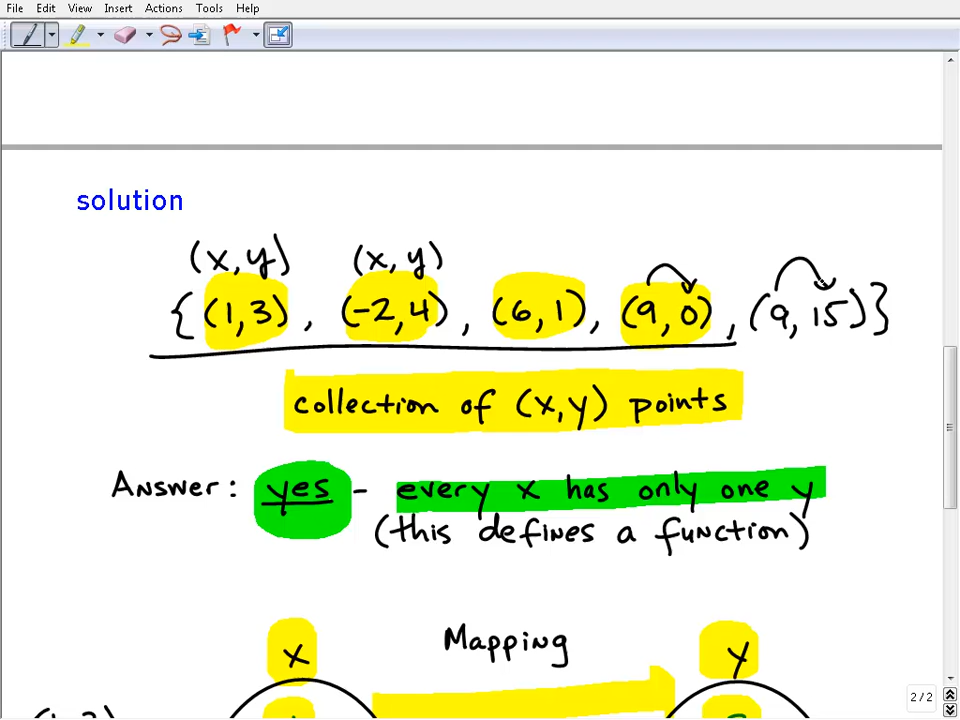 File Edit View Insert Actions Tools Help
solution
(x,y) (x,y)
{(1,3), (-2,4), (6,1), (9,0), (9,15)}
collection of (x,y) points
Answer: yes - every x has only one y
(this defines a function)
Mapping
x y
2 / 2